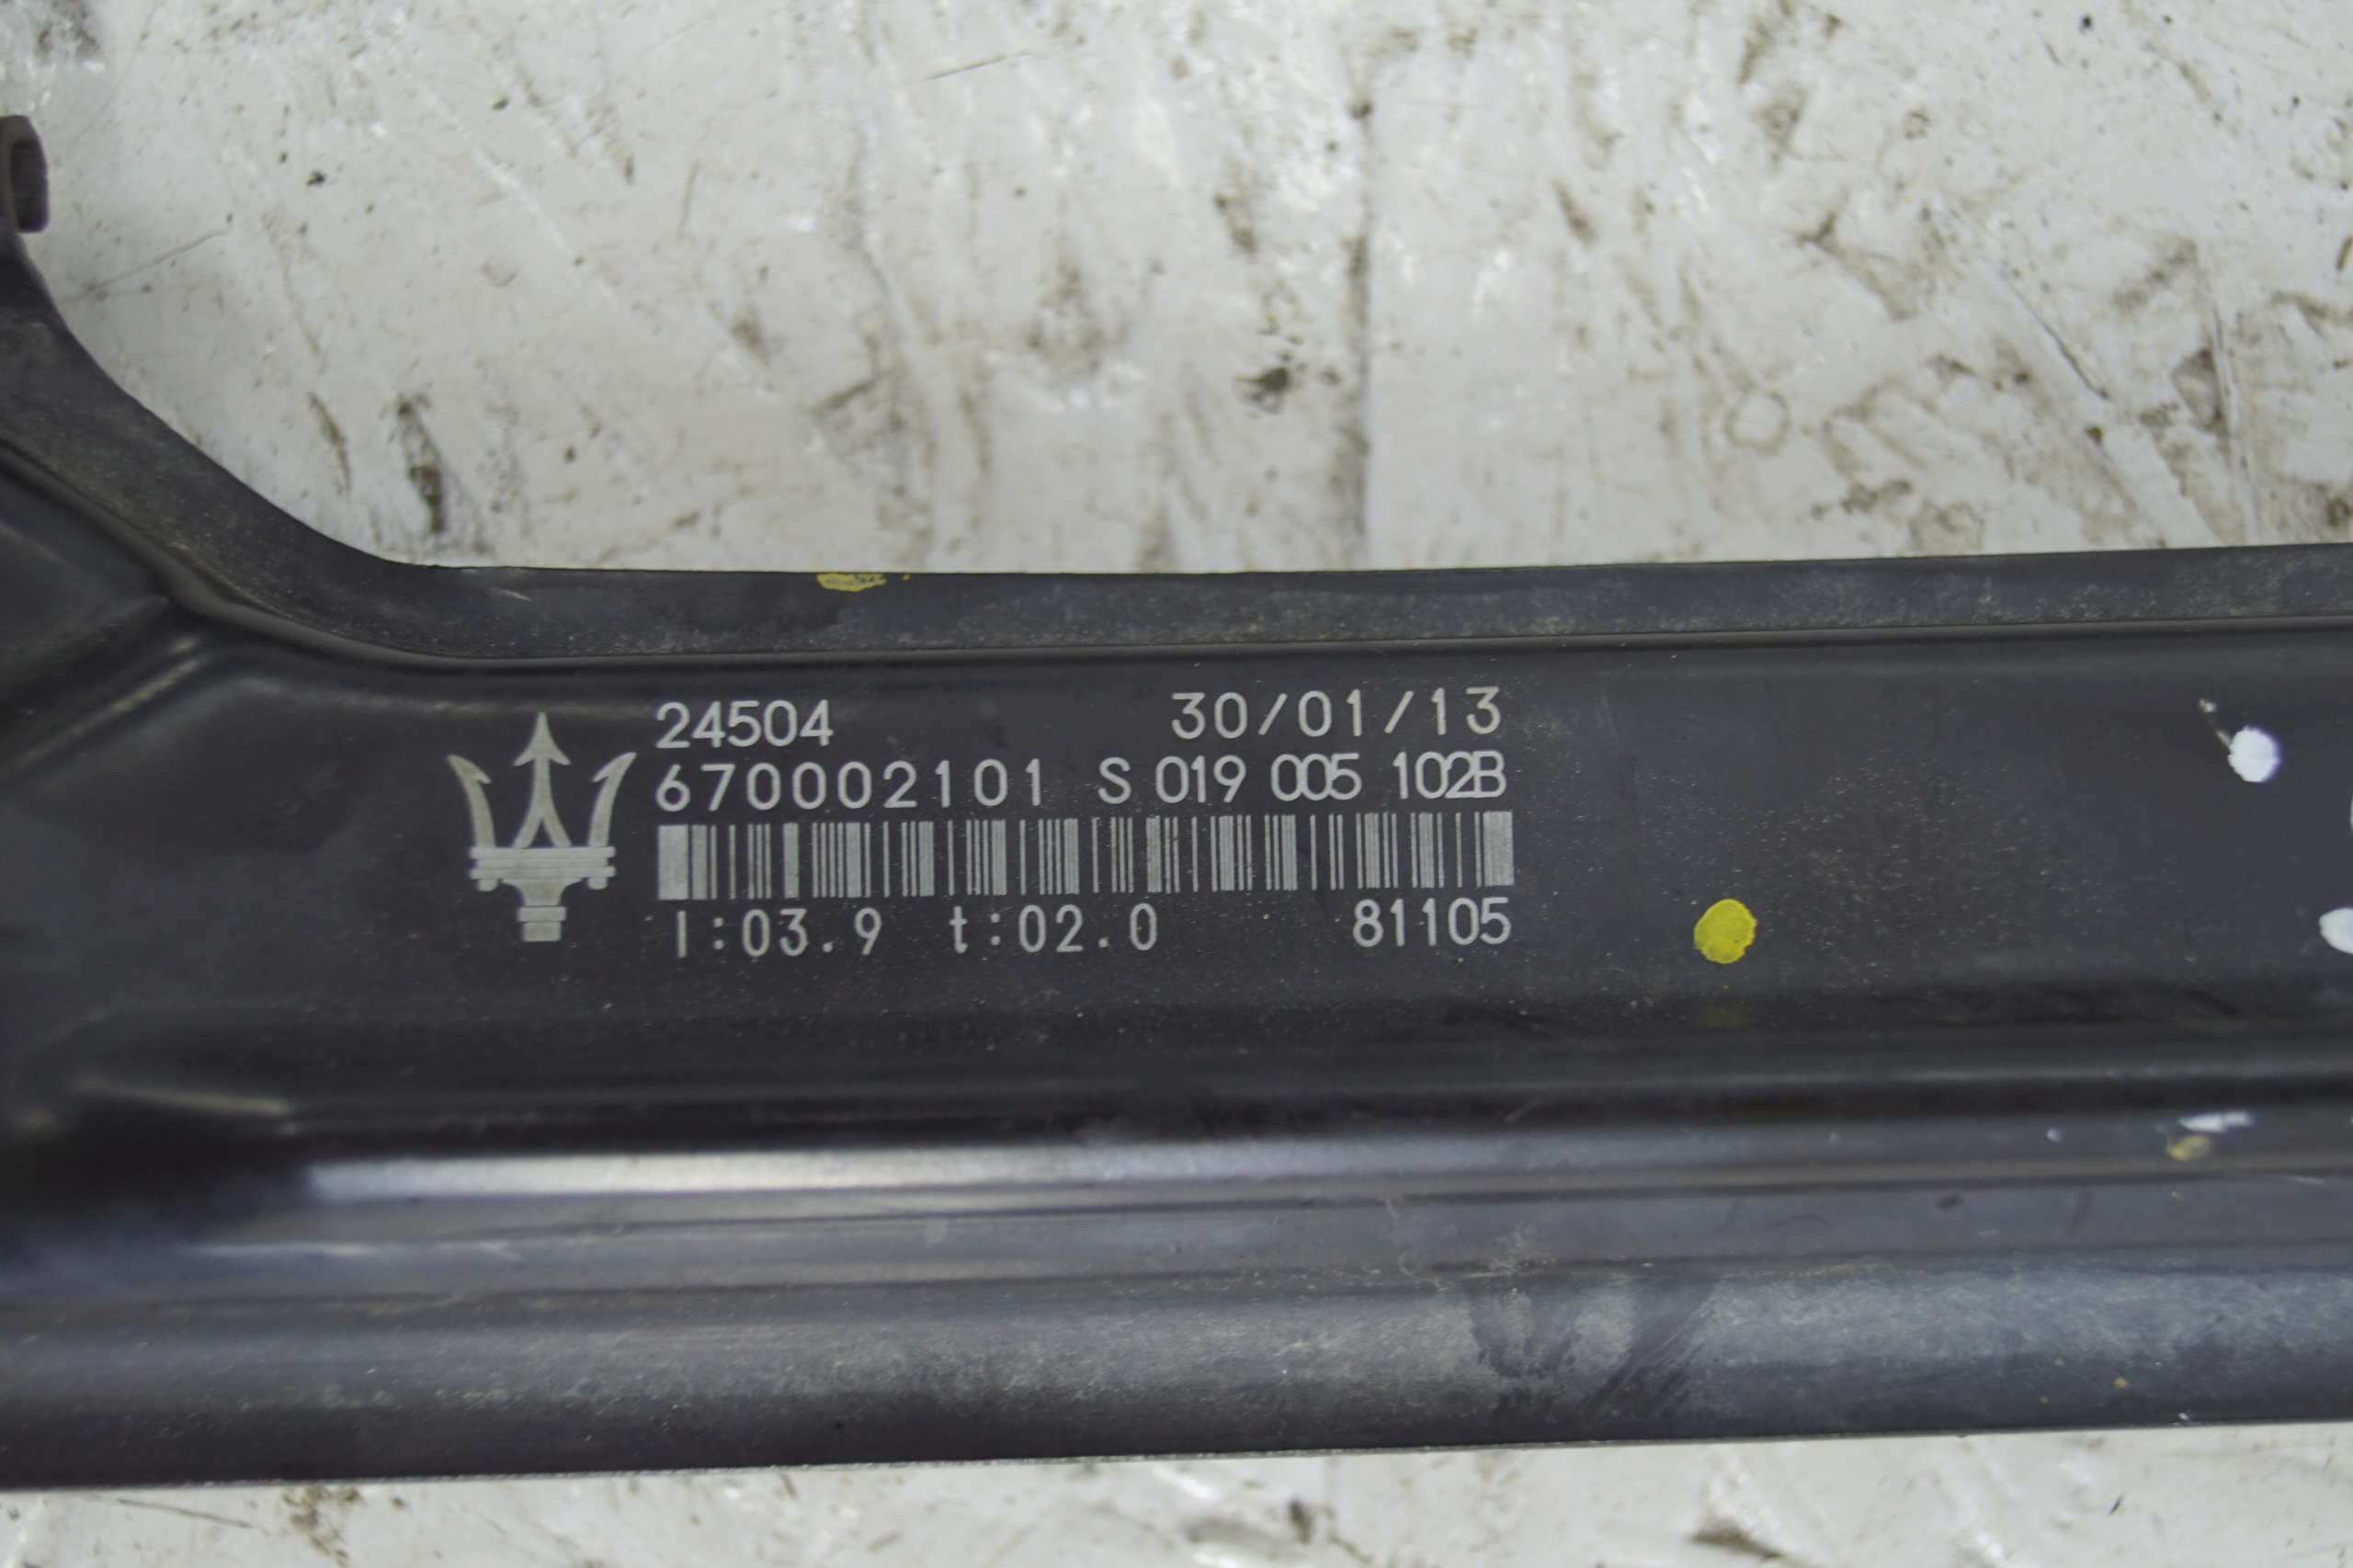 24504 30/01/13
670002101 S 019 005 102B
l:03.9 t:02.0 81105